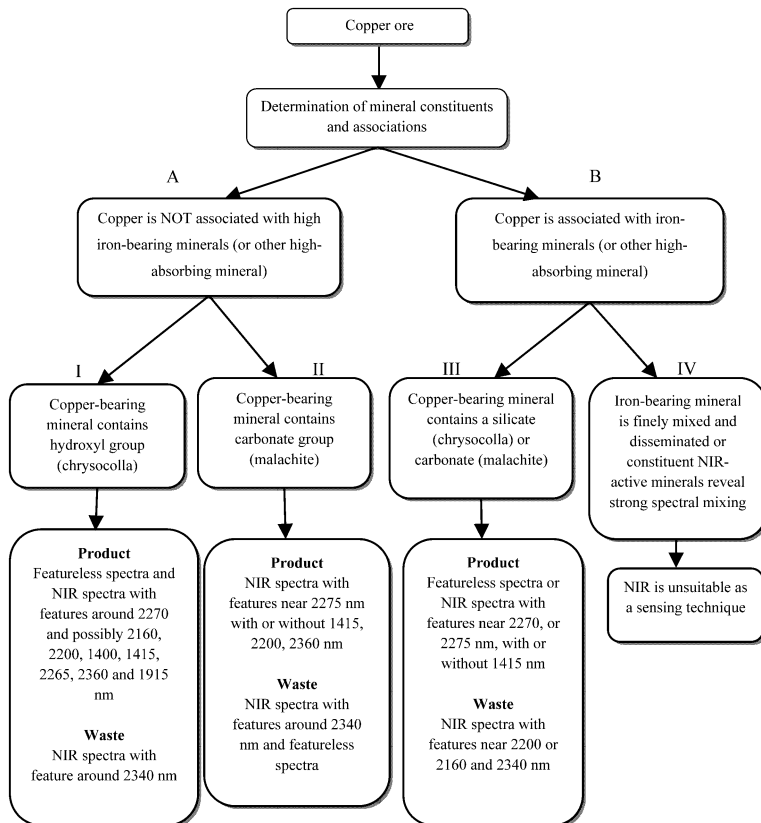 Copper ore
Determination of mineral constituents
and associations
A
B
Copper is NOT associated with high
iron-bearing minerals (or other high-
absorbing mineral)
Copper is associated with iron-
bearing minerals (or other high-
absorbing mineral)
I
II
III
IV
Copper-bearing
mineral contains
hydroxyl group
(chrysocolla)
Copper-bearing
mineral contains
carbonate group
(malachite)
Copper-bearing mineral
contains a silicate
(chrysocolla) or
carbonate (malachite)
Iron-bearing mineral
is finely mixed and
disseminated or
constituent NIR-
active minerals reveal
strong spectral mixing
Product
Featureless spectra and
NIR spectra with
features around 2270
and possibly 2160,
2200, 1400, 1415,
2265, 2360 and 1915
nm
Waste
NIR spectra with
feature around 2340 nm
Product
NIR spectra with
features near 2275 nm
with or without 1415,
2200, 2360 nm
Waste
NIR spectra with
features around 2340
nm and featureless
spectra
Product
Featureless spectra or
NIR spectra with
features near 2270, or
2275 nm, with or
without 1415 nm
Waste
NIR spectra with
features near 2200 or
2160 and 2340 nm
NIR is unsuitable as
a sensing technique